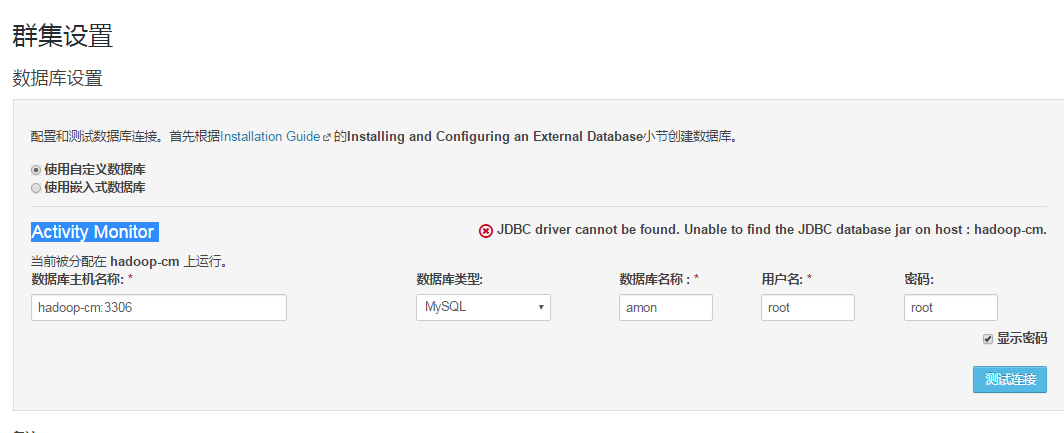 群集设置
数据库设置
配置和测试数据库连接。首先根据Installation Guide 的Installing and Configuring an External Database小节创建数据库。
使用自定义数据库
使用嵌入式数据库
Activity Monitor
JDBC driver cannot be found. Unable to find the JDBC database jar on host : hadoop-cm.
当前被分配在 hadoop-cm 上运行。
数据库主机名称: * 数据库类型: 数据库名称 : * 用户名: * 密码:
hadoop-cm:3306 MySQL amon root root
显示密码
测试连接